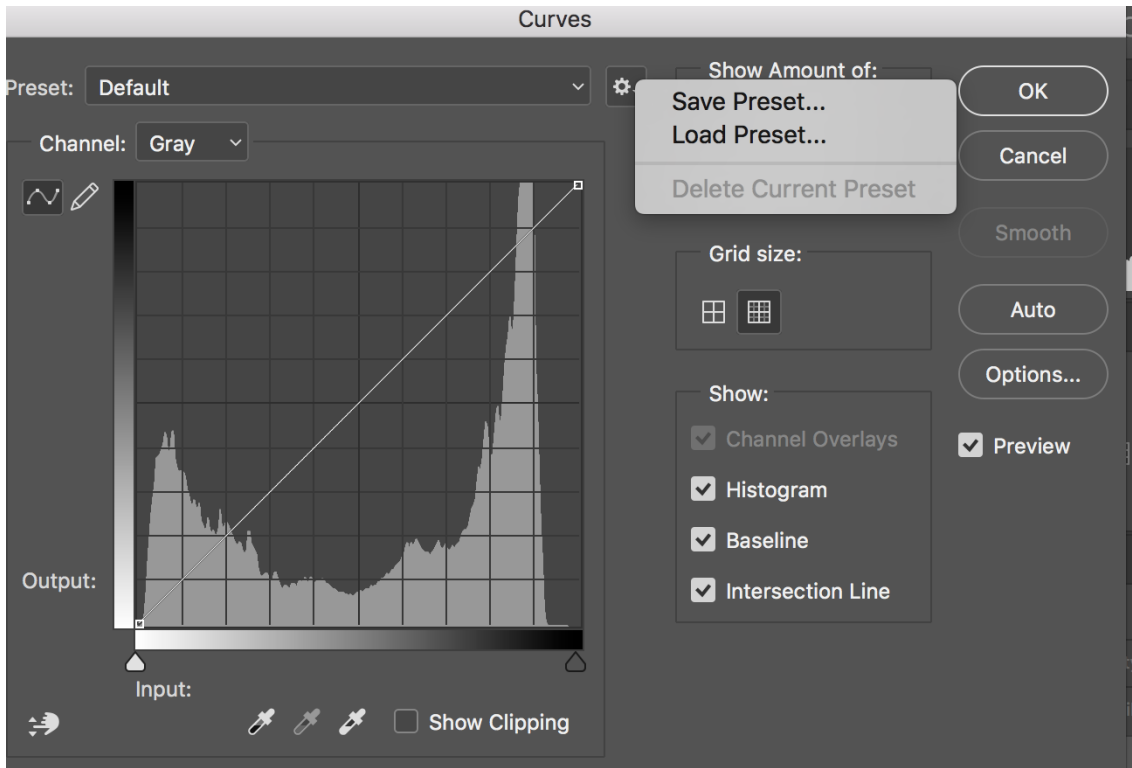 Curves
Preset: Default
Show Amount of:
Save Preset...
Load Preset...
Delete Current Preset
OK
Cancel
Smooth
Auto
Options...
Preview
Channel: Gray
Grid size:
Show:
Channel Overlays
Histogram
Baseline
Intersection Line
Output:
Input:
Show Clipping